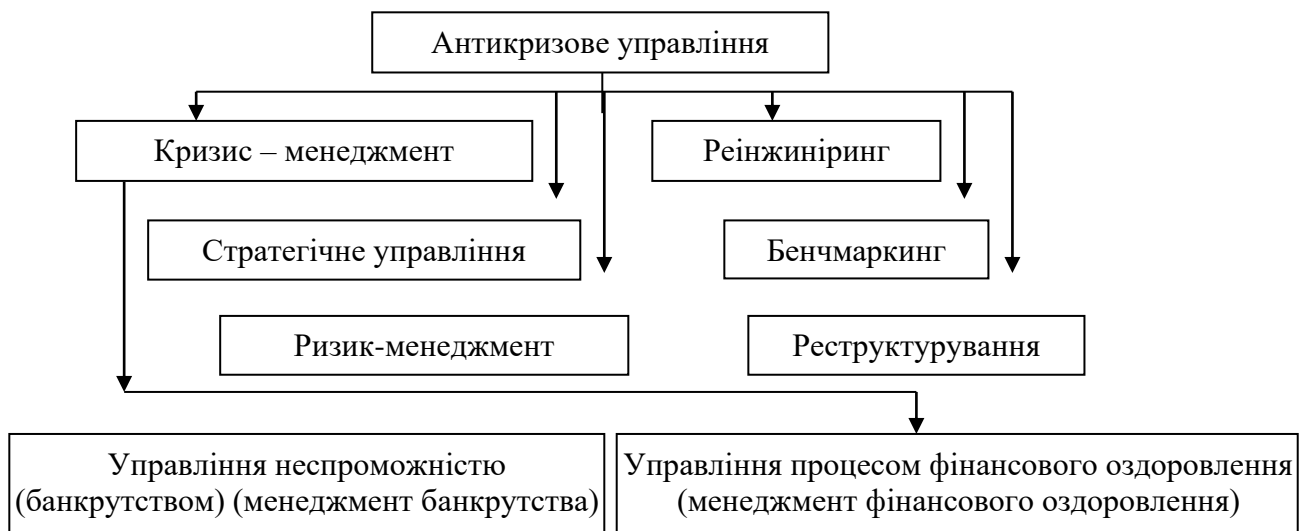 Антикризове управління
Кризис – менеджмент
Реінжиніринг
Стратегічне управління
Бенчмаркинг
Ризик-менеджмент
Реструктурування
Управління неспроможністю
(банкрутством) (менеджмент банкрутства)
Управління процесом фінансового оздоровлення
(менеджмент фінансового оздоровлення)